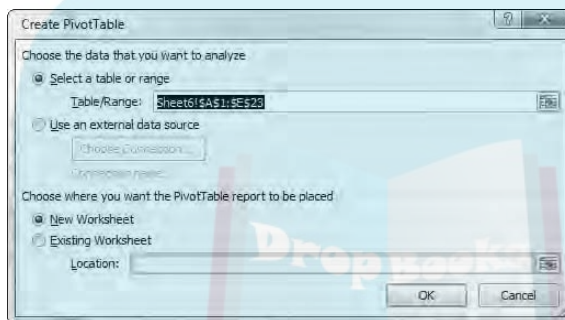 Create PivotTable
Choose the data that you want to analyze
Select a table or range
Table/Range: Sheet6!$A$1:$E$23
Use an external data source
Choose Connection...
Connection name:
Choose where you want the PivotTable report to be placed
New Worksheet
Existing Worksheet
Location:
Drop Books
OK Cancel